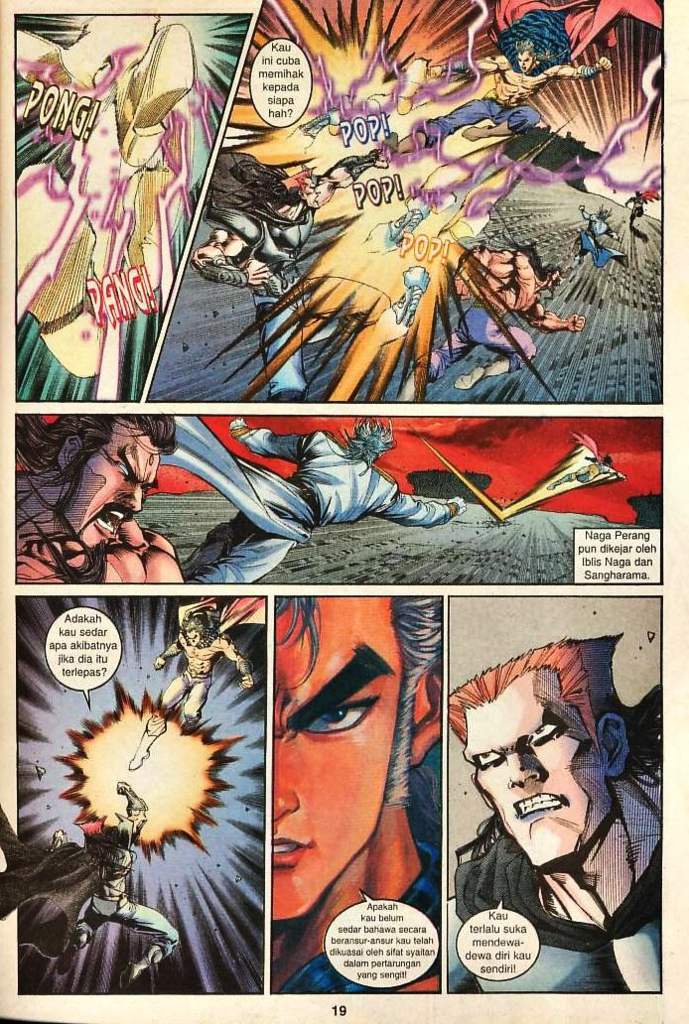 PONG!
PANG!
Kau
ini cuba
memihak
kepada
siapa
hah?
POP!
POP!
POP!
Naga Perang
pun dikejar oleh
Iblis Naga dan
Sangharama.
Adakah
kau sedar
apa akibatnya
jika dia itu
terlepas?
Apakah
kau belum
sedar bahawa secara
beransur-ansur kau telah
dikuasai oleh sifat syaitan
dalam pertarungan
yang sengit!
Kau
terlalu suka
mendewa-
dewa diri kau
sendiri!
19